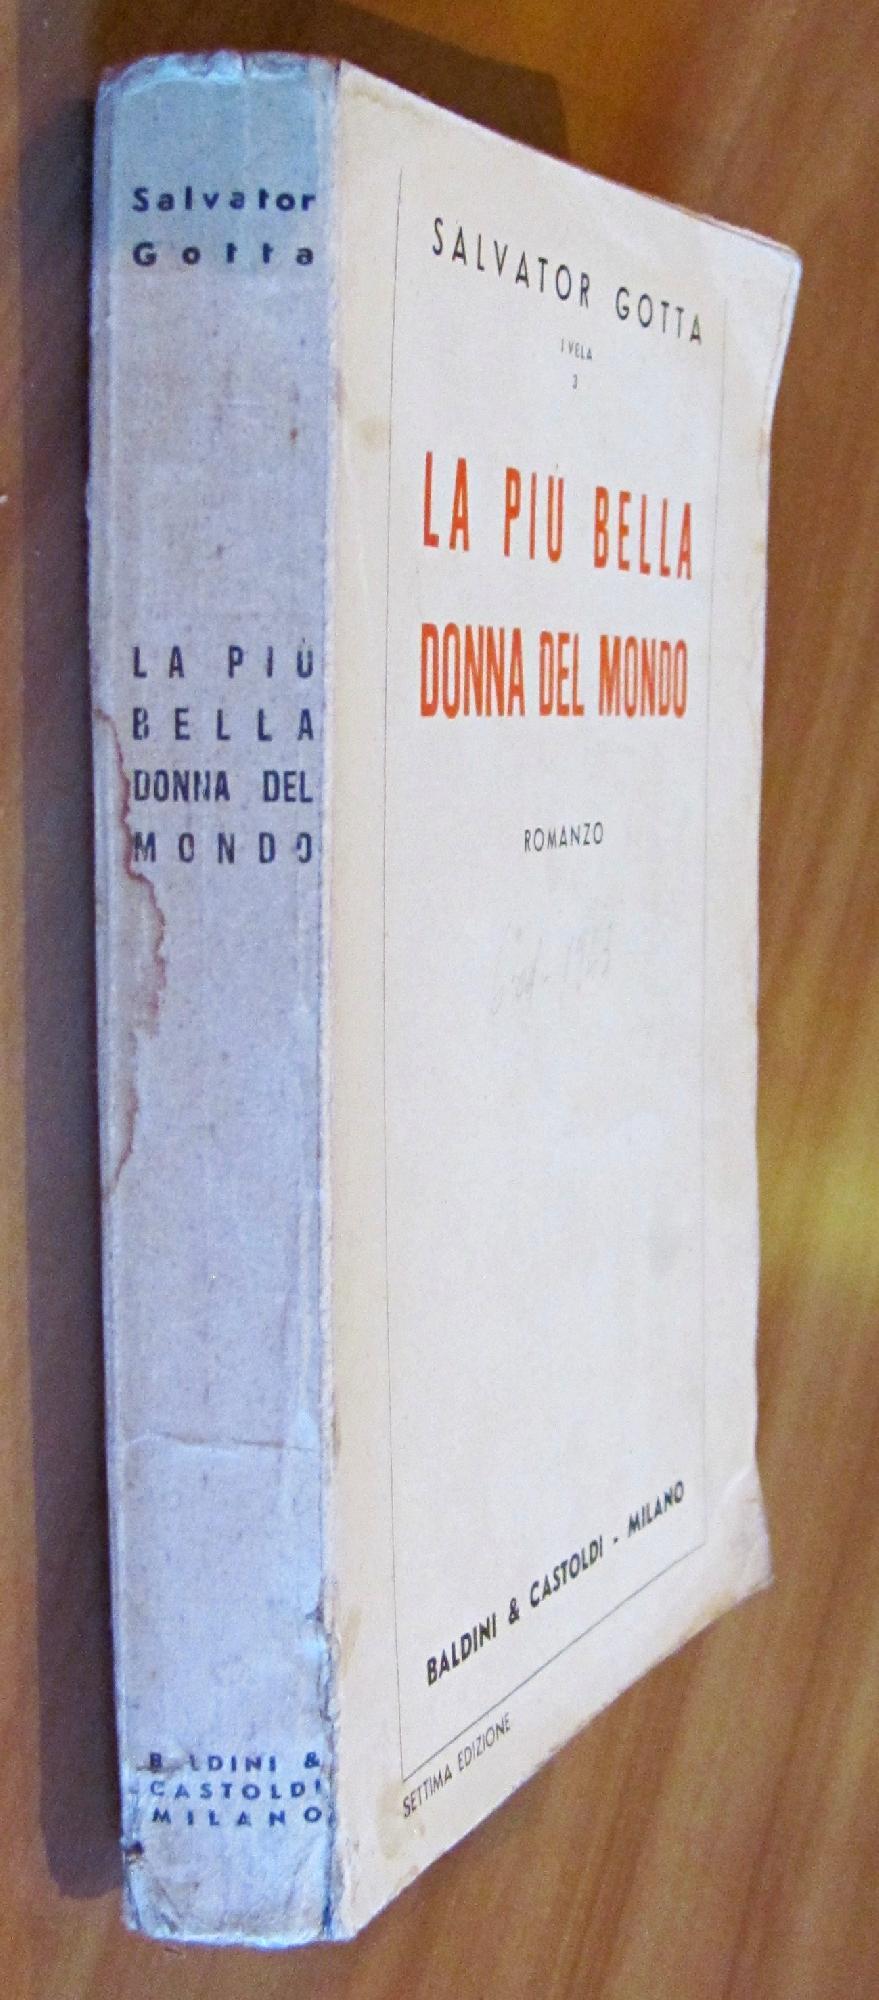 Salvator
Gotta
LA PIÙ
BELLA
DONNA DEL
MONDO
BALDINI &
CASTOLDI
MILANO
SALVATOR GOTTA
I VELA
3
LA PIÙ BELLA
DONNA DEL MONDO
ROMANZO
BALDINI & CASTOLDI - MILANO
SETTIMA EDIZIONE